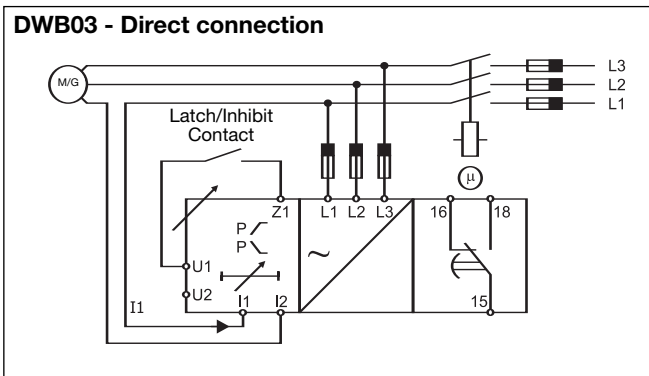 DWB03 - Direct connection
M/G
L3
L2
L1
Latch/Inhibit
Contact
μ
Z1 L1 L2 L3 16 18
P
P
~
U1
U2
I1 I1 I2 15